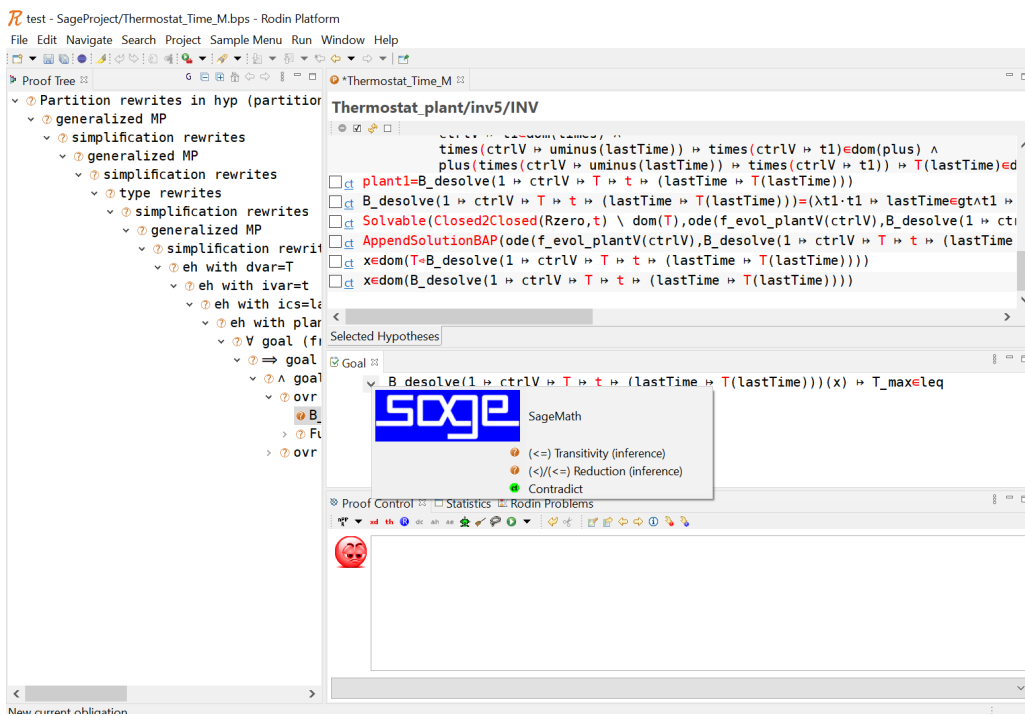 test - SageProject/Thermostat_Time_M.bps - Rodin Platform
File Edit Navigate Search Project Sample Menu Run Window Help
Proof Tree
G
Partition rewrites in hyp (partition
generalized MP
simplification rewrites
generalized MP
simplification rewrites
type rewrites
simplification rewrites
generalized MP
simplification rewrit
eh with dvar=T
eh with ivar=t
eh with ics=la
eh with plan
∀ goal (fr
⇒ goal
∧ goal
ovr
B_
Fu
ovr
*Thermostat_Time_M
Thermostat_plant/inv5/INV
ctrlV ↦ t1∈dom(times) ∧
times(ctrlV ↦ uminus(lastTime)) ↦ times(ctrlV ↦ t1)∈dom(plus) ∧
plus(times(ctrlV ↦ uminus(lastTime)) ↦ times(ctrlV ↦ t1)) ↦ T(lastTime)∈d
ct plant1=B_desolve(1 ↦ ctrlV ↦ T ↦ t ↦ (lastTime ↦ T(lastTime)))
ct B_desolve(1 ↦ ctrlV ↦ T ↦ t ↦ (lastTime ↦ T(lastTime)))=(λt1·t1 ↦ lastTime∈gt∧t1 ↦
ct Solvable(Closed2Closed(Rzero,t) \ dom(T),ode(f_evol_plantV(ctrlV),B_desolve(1 ↦ ctr
ct AppendSolutionBAP(ode(f_evol_plantV(ctrlV),B_desolve(1 ↦ ctrlV ↦ T ↦ t ↦ (lastTime
ct x∈dom(T⩤B_desolve(1 ↦ ctrlV ↦ T ↦ t ↦ (lastTime ↦ T(lastTime))))
ct x∈dom(B_desolve(1 ↦ ctrlV ↦ T ↦ t ↦ (lastTime ↦ T(lastTime))))
Selected Hypotheses
Goal
B_desolve(1 ↦ ctrlV ↦ T ↦ t ↦ (lastTime ↦ T(lastTime)))(x) ↦ T_max∈leq
sage SageMath
(<=) Transitivity (inference)
(<)/(<=) Reduction (inference)
ct Contradict
Proof Control Statistics Rodin Problems
New current obligation